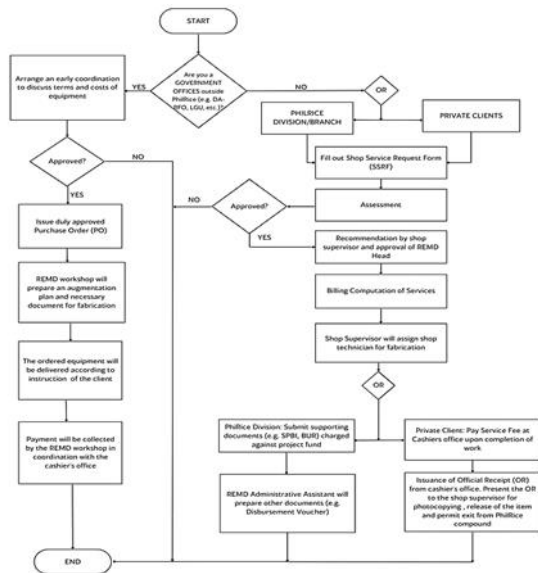 START
Are you a
GOVERNMENT
OFFICES outside
PhilRice (e.g. DA-
RFO, LGU, etc.)?
YES
NO
Arrange an early coordination
to discuss terms and costs of
equipment
OR
PHILRICE
DIVISION/BRANCH
PRIVATE CLIENTS
Fill out Shop Service Request Form
(SSRF)
Approved?
NO
YES
Assessment
Approved?
NO
YES
Issue duly approved
Purchase Order (PO)
Recommendation by shop
supervisor and approval of REMD
Head
REMD workshop will
prepare an augmentation
plan and necessary
document for fabrication
Billing Computation of Services
Shop Supervisor will assign shop
technician for fabrication
The ordered equipment will
be delivered according to
instruction of the client
OR
Payment will be collected
by the REMD workshop in
coordination with the
cashier's office
PhilRice Division: Submit supporting
documents (e.g. SPBI, BUR) charged
against project fund
Private Client: Pay Service Fee at
Cashiers office upon completion of
work
REMD Administrative Assistant will
prepare other documents (e.g.
Disbursement Voucher)
Issuance of Official Receipt (OR)
from cashier's office. Present the OR
to the shop supervisor for
photocopying , release of the item
and permit exit from PhilRice
compound
END